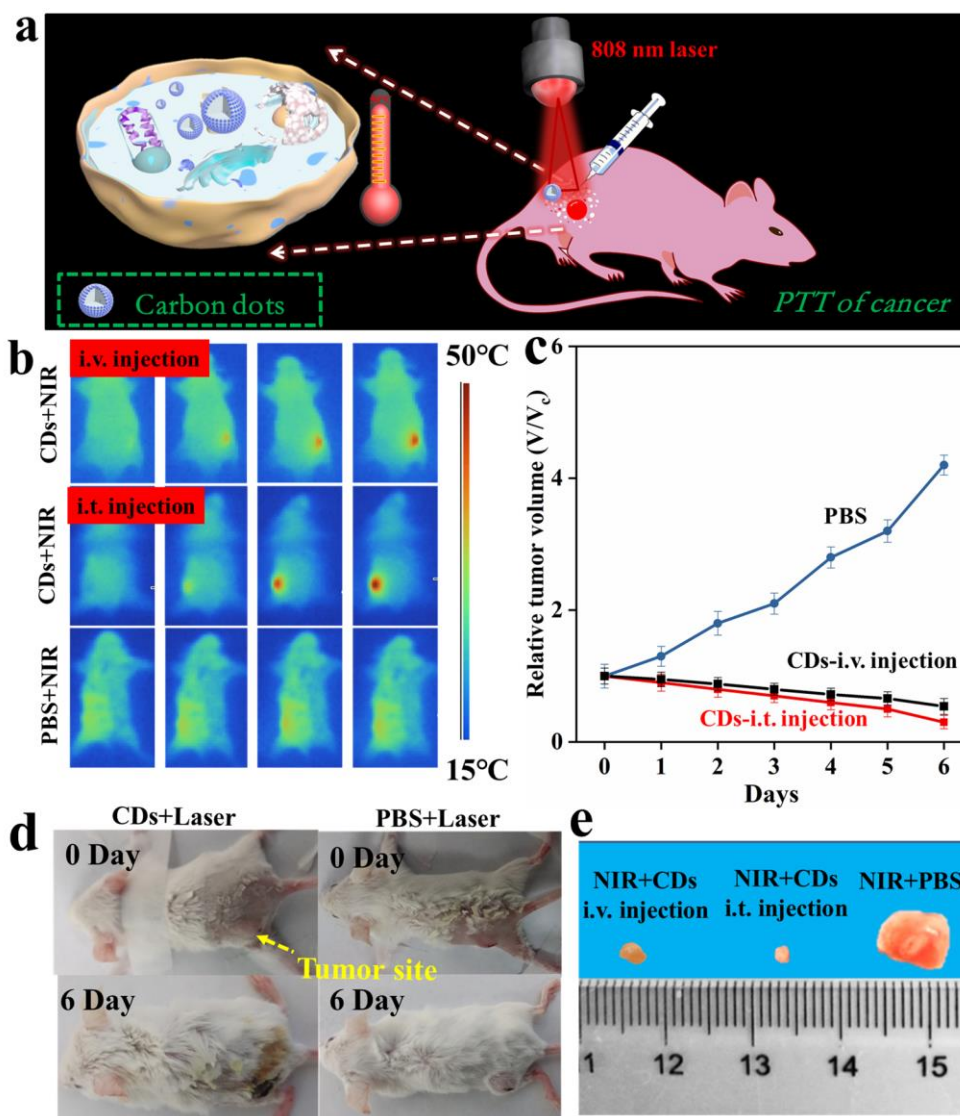 a
808 nm laser
Carbon dots
PTT of cancer
b
i.v. injection
CDs+NIR
i.t. injection
CDs+NIR
PBS+NIR
50°C
15°C
c
Relative tumor volume (V/Vc)
6
4
2
0
PBS
CDs-i.v. injection
CDs-i.t. injection
0 1 2 3 4 5 6
Days
d
CDs+Laser
PBS+Laser
0 Day
0 Day
Tumor site
6 Day
6 Day
e
NIR+CDs
i.v. injection
NIR+CDs
i.t. injection
NIR+PBS
1 12 13 14 15